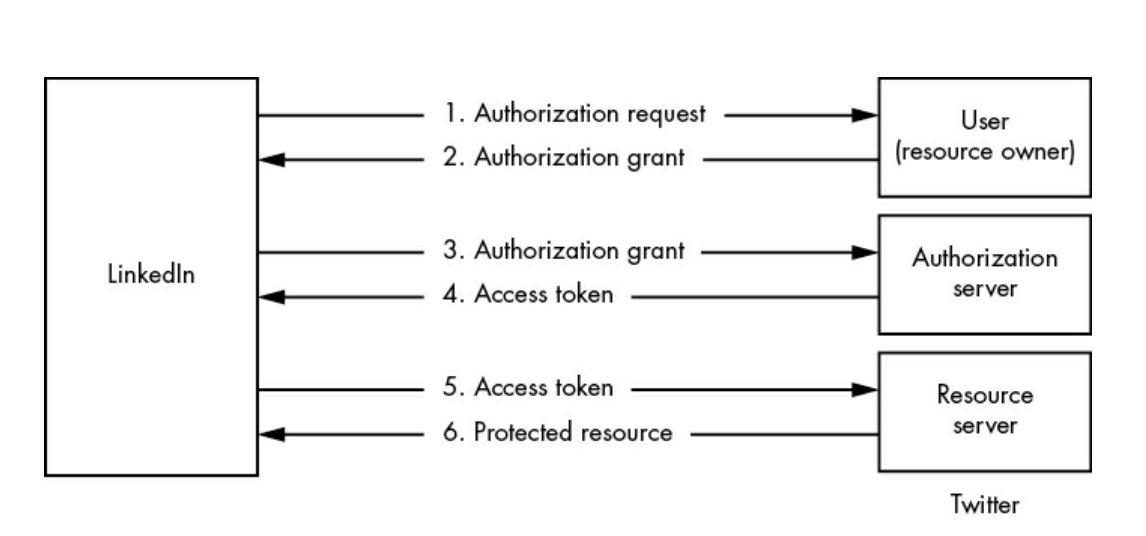 1. Authorization request
User
(resource owner)
2. Authorization grant
LinkedIn
3. Authorization grant
Authorization
server
4. Access token
5. Access token
Resource
server
6. Protected resource
Twitter